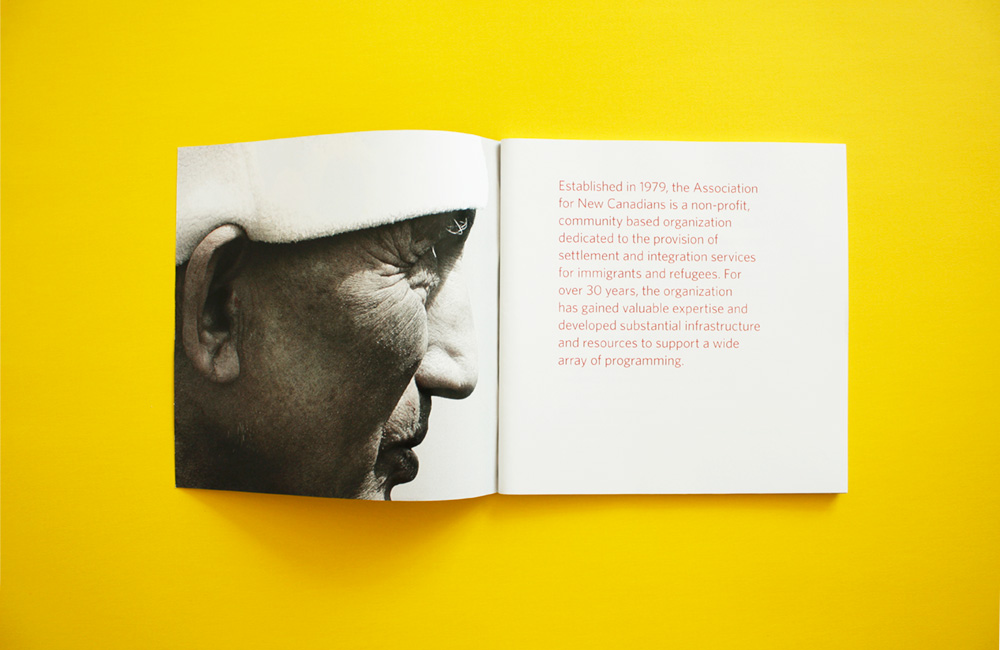 Established in 1979, the Association
for New Canadians is a non-profit,
community based organization
dedicated to the provision of
settlement and integration services
for immigrants and refugees. For
over 30 years, the organization
has gained valuable expertise and
developed substantial infrastructure
and resources to support a wide
array of programming.